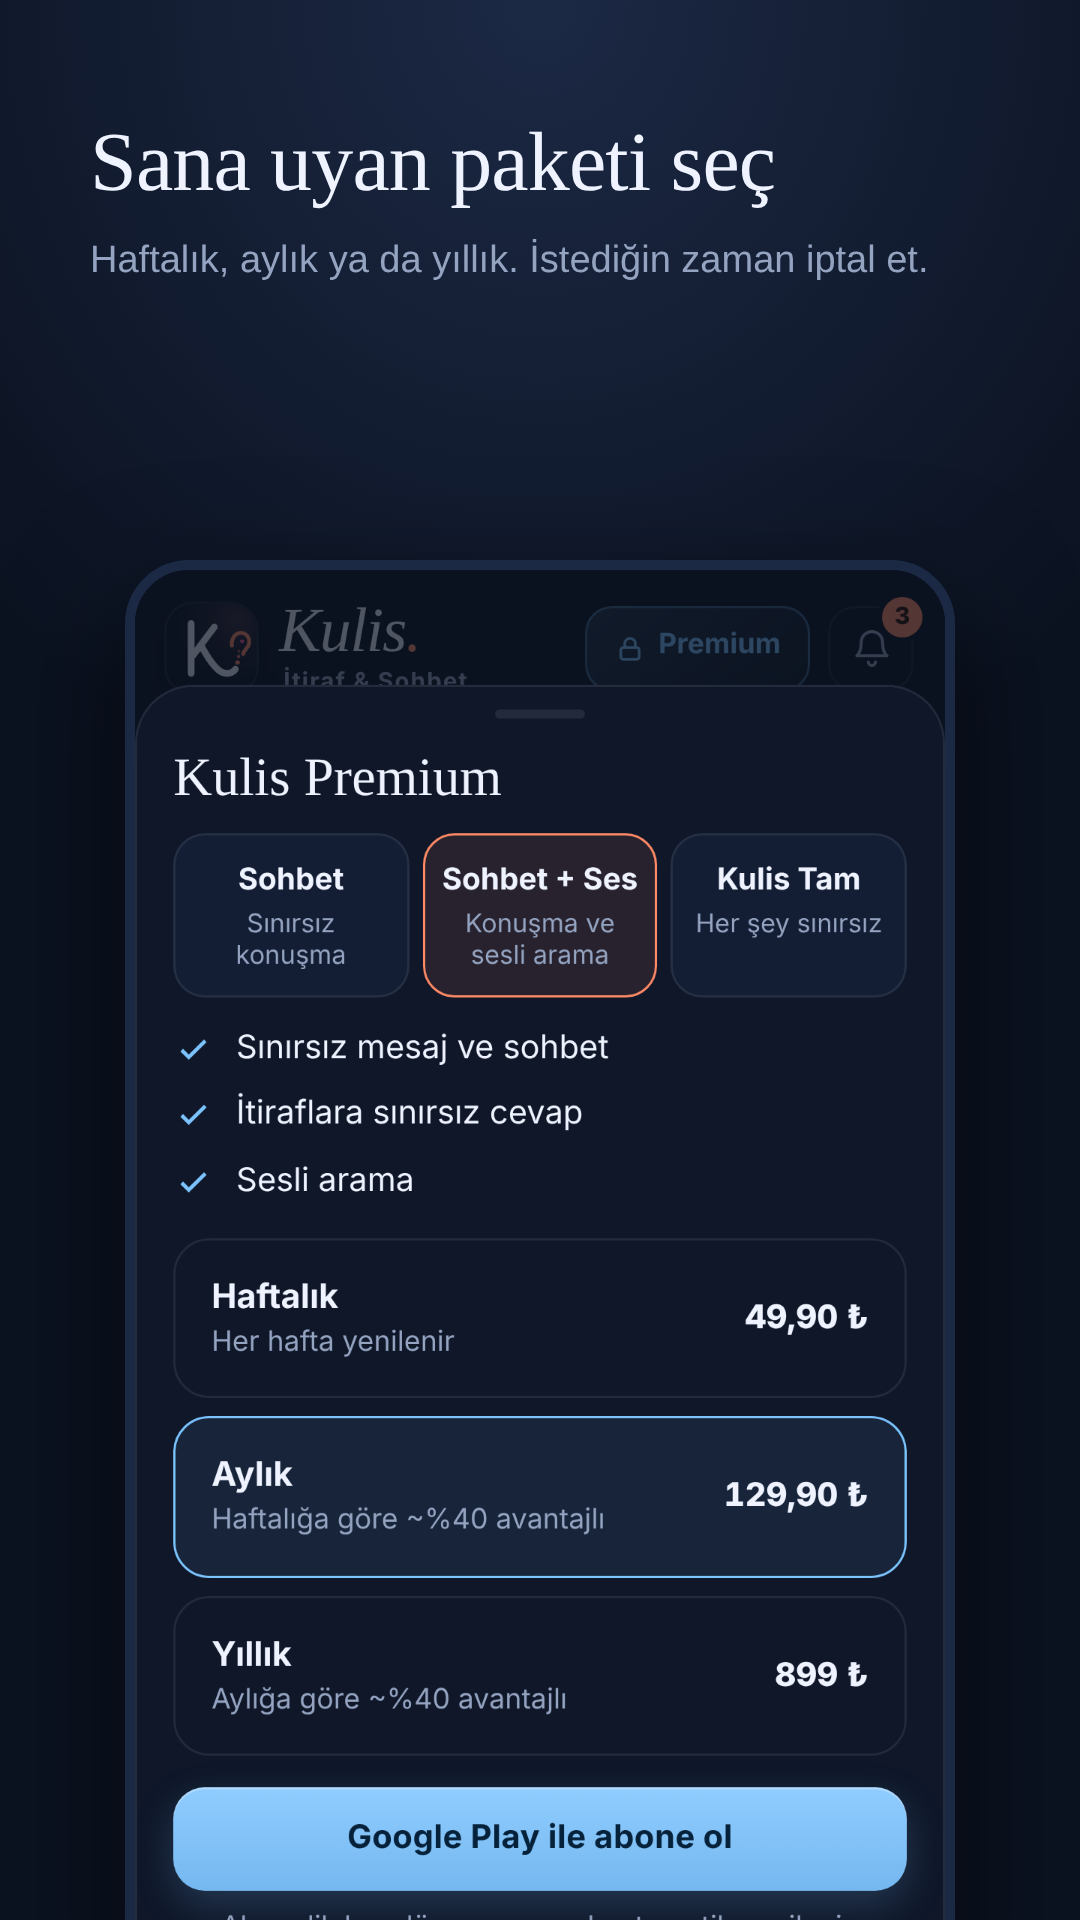 Sana uyan paketi seç
Haftalık, aylık ya da yıllık. İstediğin zaman iptal et.
Kulis.
İtiraf & Sohbet
Premium
3
Kulis Premium
Sohbet
Sınırsız
konuşma
Sohbet + Ses
Konuşma ve
sesli arama
Kulis Tam
Her şey sınırsız
Sınırsız mesaj ve sohbet
İtiraflara sınırsız cevap
Sesli arama
Haftalık
Her hafta yenilenir
49,90 ₺
Aylık
Haftalığa göre ~%40 avantajlı
129,90 ₺
Yıllık
Aylığa göre ~%40 avantajlı
899 ₺
Google Play ile abone ol